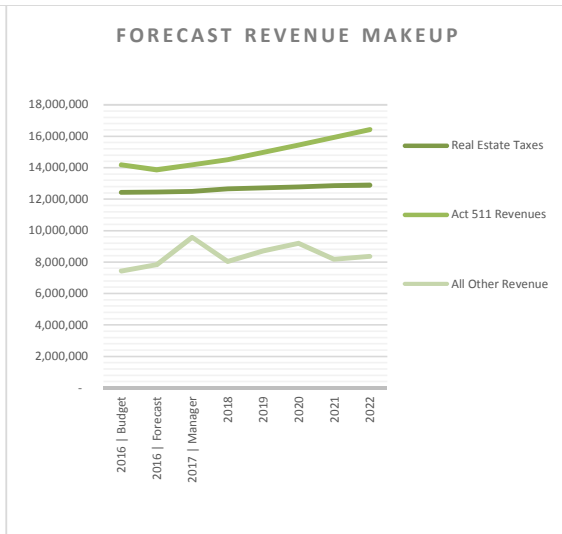 FORECAST REVENUE MAKEUP
18,000,000
16,000,000
14,000,000
12,000,000
10,000,000
8,000,000
6,000,000
4,000,000
2,000,000
-
2016 | Budget
2016 | Forecast
2017 | Manager
2018
2019
2020
2021
2022
Real Estate Taxes
Act 511 Revenues
All Other Revenue